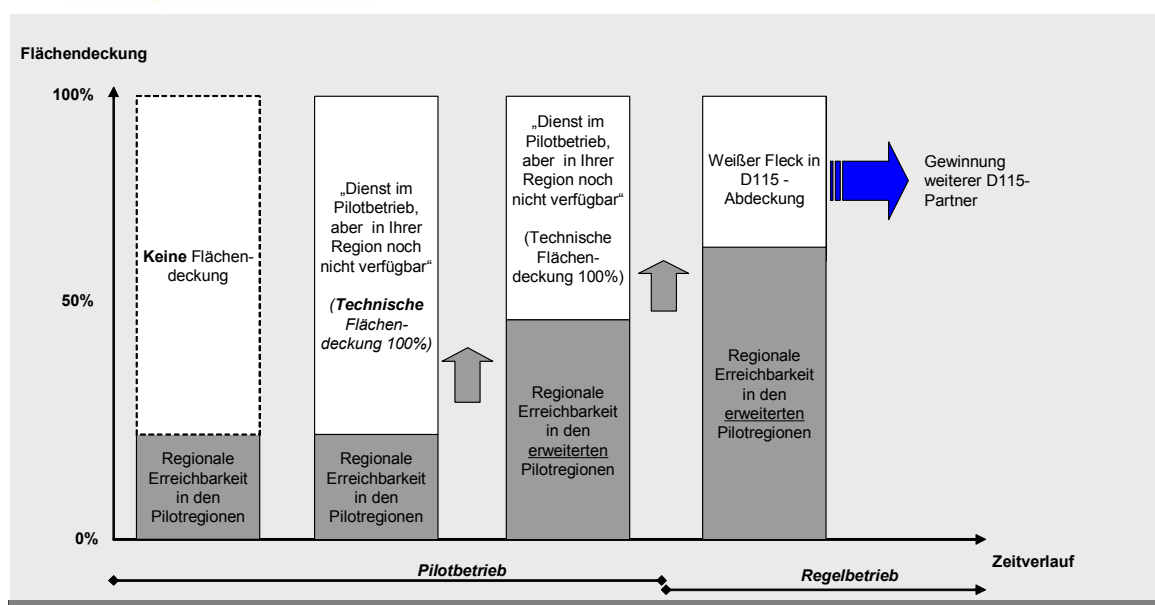 Flächendeckung
100%
50%
0%
Keine Flächen-
deckung
Regionale
Erreichbarkeit
in den
Pilotregionen
„Dienst im
Pilotbetrieb,
aber in Ihrer
Region noch
nicht verfügbar“
(Technische
Flächen-
deckung 100%)
Regionale
Erreichbarkeit
in den
Pilotregionen
„Dienst im
Pilotbetrieb,
aber in Ihrer
Region noch
nicht verfügbar“
(Technische
Flächen-
deckung 100%)
Regionale
Erreichbarkeit
in den
erweiterten
Pilotregionen
Weißer Fleck in
D115 -
Abdeckung
Regionale
Erreichbarkeit
in den
erweiterten
Pilotregionen
Gewinnung
weiterer D115-
Partner
Zeitverlauf
Pilotbetrieb
Regelbetrieb